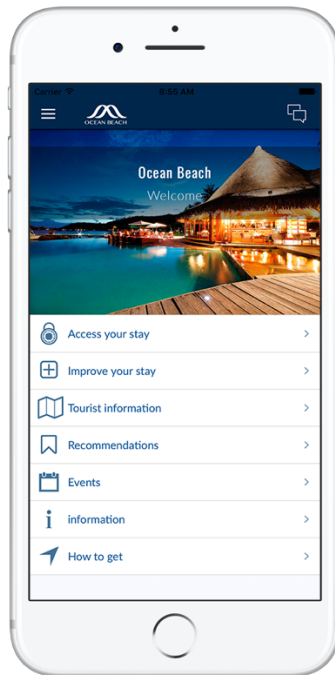 Carrier 8:55 AM
OCEAN BEACH
Ocean Beach
Welcome
Access your stay
Improve your stay
Tourist information
Recommendations
Events
information
How to get